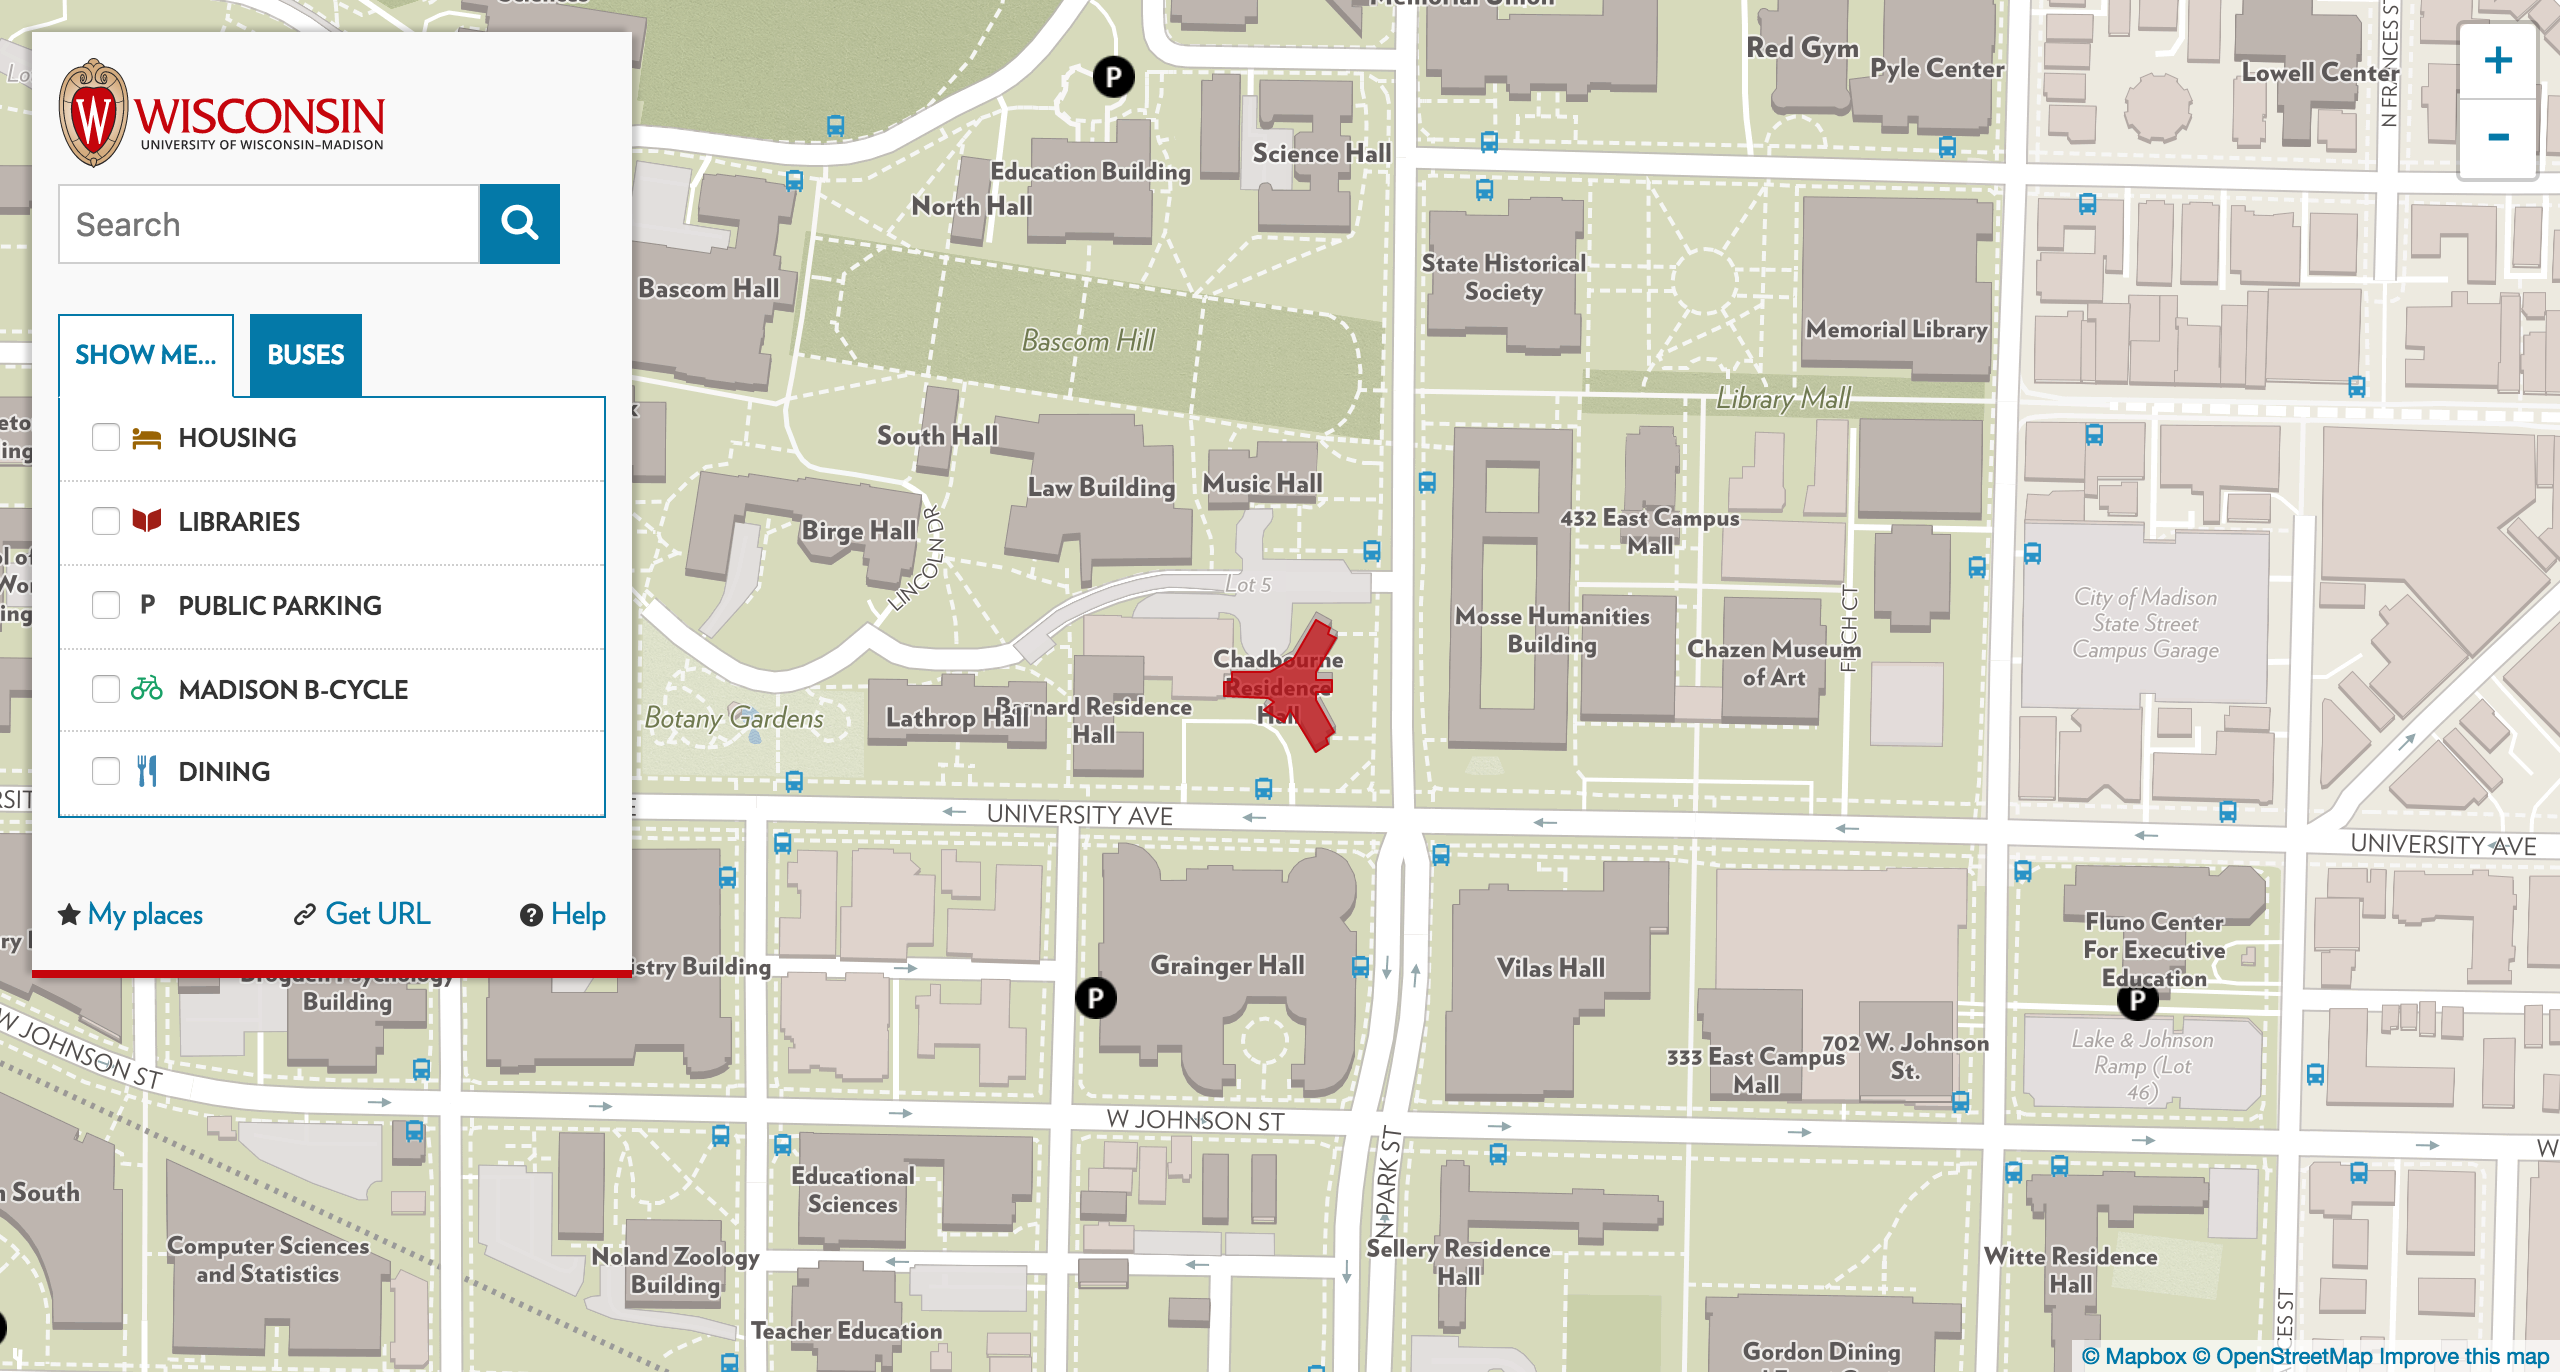 WISCONSIN
UNIVERSITY OF WISCONSIN–MADISON
Search
SHOW ME...
BUSES
HOUSING
LIBRARIES
P PUBLIC PARKING
MADISON B-CYCLE
DINING
My places
Get URL
Help
Red Gym
Pyle Center
Lowell Center
N FRANCES ST
+
-
P
Education Building
Science Hall
North Hall
Bascom Hall
State Historical
Society
Memorial Library
Bascom Hill
Library Mall
South Hall
Law Building
Music Hall
Birge Hall
LINCOLN DR
432 East Campus
Mall
Lot 5
Mosse Humanities
Building
Chazen Museum
of Art
FITCH CT
City of Madison
State Street
Campus Garage
Chadbourne
Residence
Hall
Botany Gardens
Lathrop Hall
Barnard Residence
Hall
UNIVERSITY AVE
UNIVERSITY AVE
Grainger Hall
P
Vilas Hall
Fluno Center
For Executive
Education
P
Lake & Johnson
Ramp (Lot
46)
333 East Campus
Mall
702 W. Johnson
St.
istry Building
Building
W JOHNSON ST
W JOHNSON ST
W
N PARK ST
Educational
Sciences
South
Computer Sciences
and Statistics
Noland Zoology
Building
Sellery Residence
Hall
Witte Residence
Hall
Teacher Education
Gordon Dining
© Mapbox © OpenStreetMap Improve this map